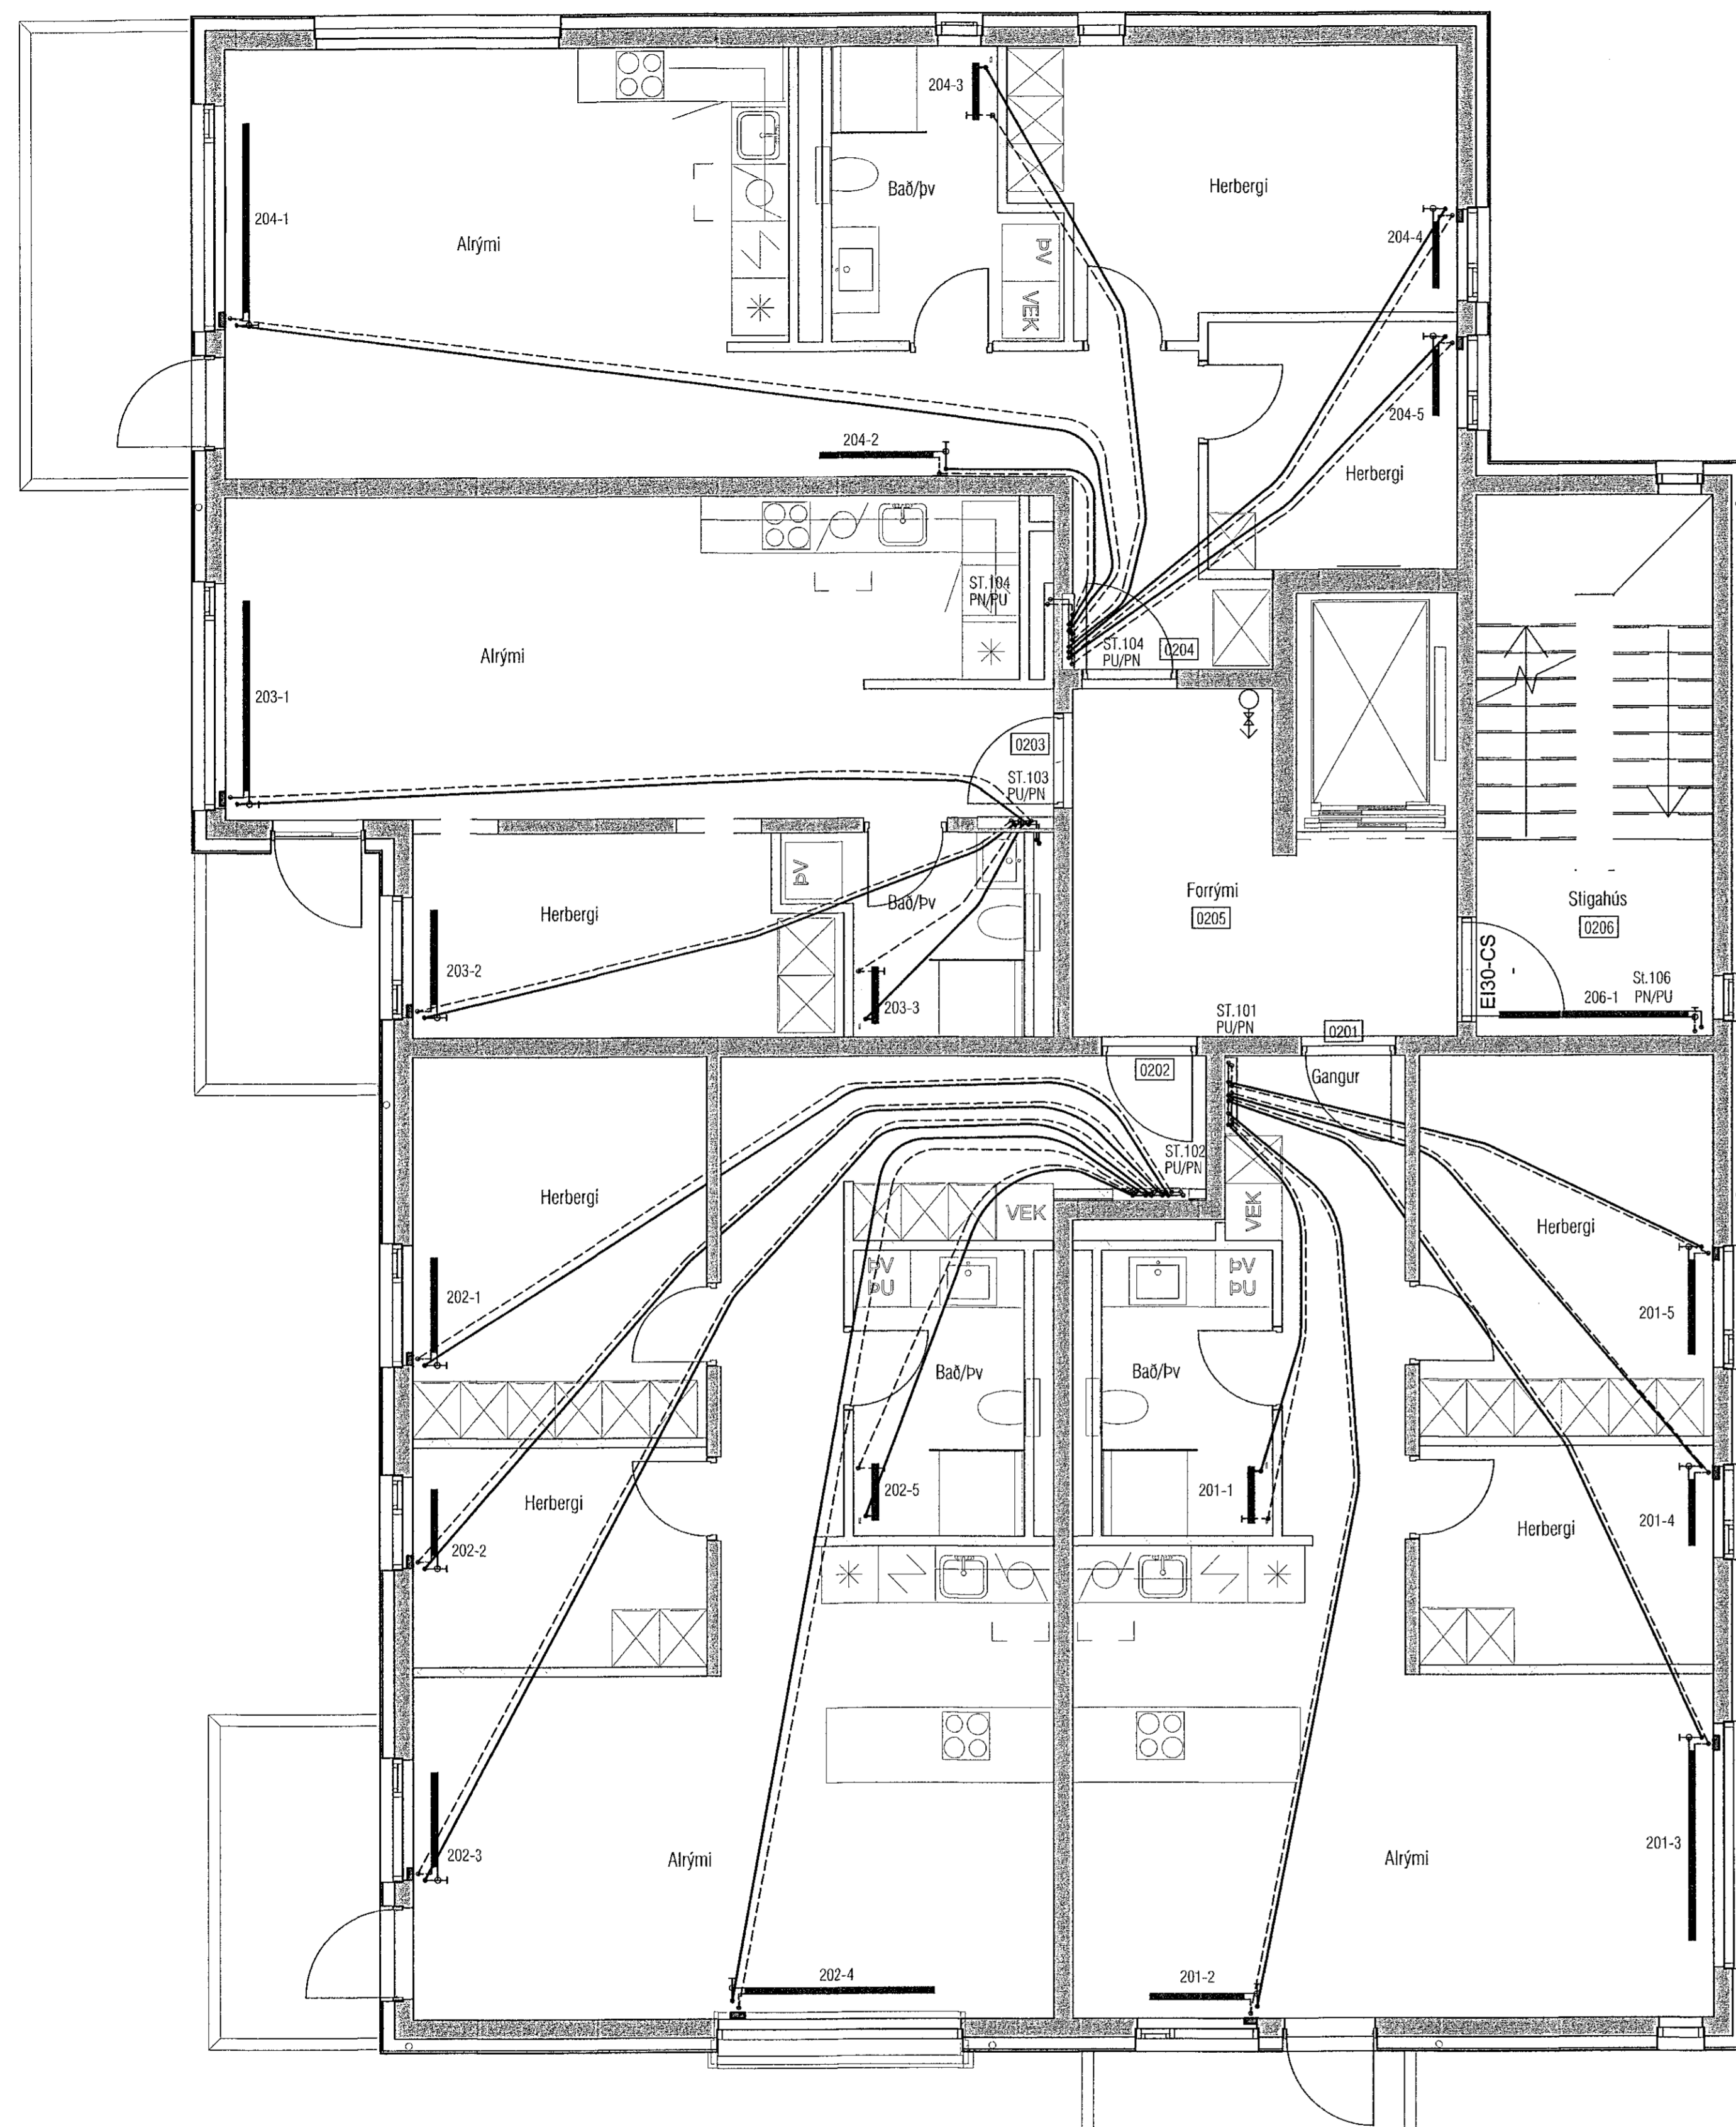 204-3
Bað/þv
Herbergi
204-1
Alrými
204-4
ÞV
VEK
204-2
204-5
Herbergi
ST.104
PN/PU
ST.104
PU/PN
0204
Alrými
203-1
0203
ST.103
PU/PN
ÞV
Bað/Þv
Herbergi
203-2
203-3
Forrými
0205
Stigahús
0206
EI30-CS
St.106
PN/PU
206-1
ST.101
PU/PN
0201
0202
Gangur
ST.102
PU/PN
Herbergi
VEK
VEK
Herbergi
ÞV
ÞU
ÞV
ÞU
202-1
201-5
Bað/Þv
Bað/Þv
202-5
201-1
Herbergi
202-2
201-4
Herbergi
202-3
Alrými
Alrými
201-3
202-4
201-2